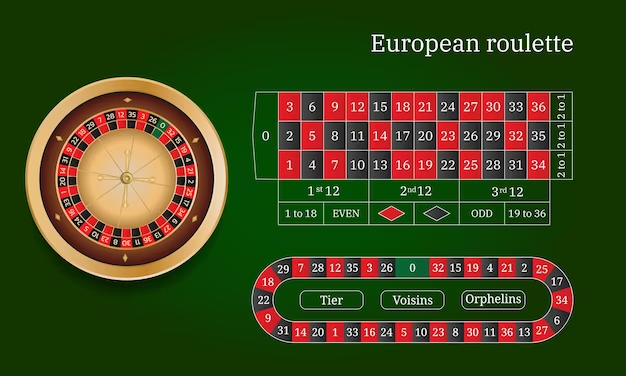 European roulette
3 6 9 12 15 18 21 24 27 30 33 36 2 to 1
0 2 5 8 11 14 17 20 23 26 29 32 35 2 to 1
1 4 7 10 13 16 19 22 25 28 31 34 2 to 1
1st 12 2nd 12 3rd 12
1 to 18 EVEN ODD 19 to 36
29 7 28 12 35 3 26 0 32 15 19 4 21 2 25
18 17
22 Tier Voisins Orphelins 34
9 6
31 14 20 1 33 16 24 5 10 23 8 30 11 36 13 27